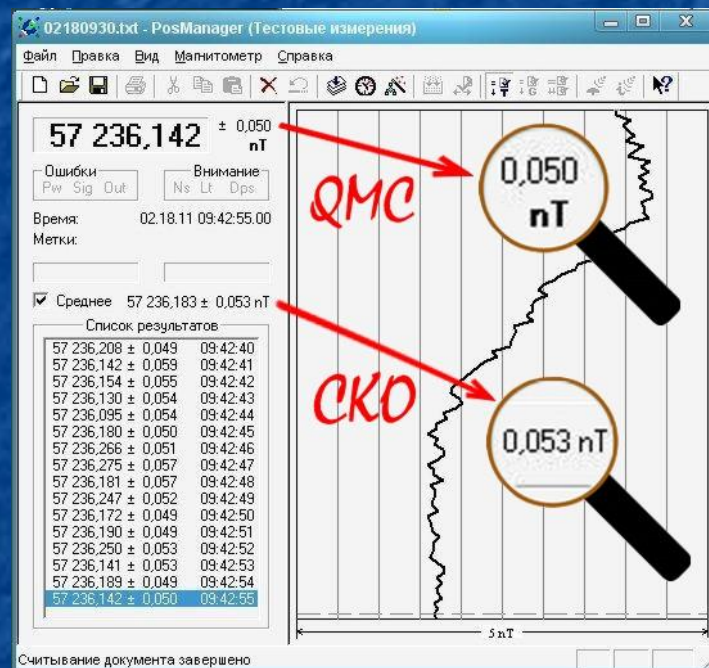 02180930.txt - PosManager (Тестовые измерения)
Файл Правка Вид Магнитометр Справка
57 236,142 ± 0,050 nT
Ошибки
Pw Sig Out
Внимание
Ns Lt Dps
Время: 02.18.11 09:42:55.00
Метки:
Среднее 57 236,183 ± 0,053 nT
Список результатов
57 236,208 ± 0,049 09:42:40
57 236,142 ± 0,059 09:42:41
57 236,154 ± 0,055 09:42:42
57 236,130 ± 0,054 09:42:43
57 236,095 ± 0,054 09:42:44
57 236,180 ± 0,050 09:42:45
57 236,266 ± 0,051 09:42:46
57 236,275 ± 0,057 09:42:47
57 236,181 ± 0,057 09:42:48
57 236,247 ± 0,052 09:42:49
57 236,172 ± 0,049 09:42:50
57 236,190 ± 0,049 09:42:51
57 236,250 ± 0,053 09:42:52
57 236,141 ± 0,053 09:42:53
57 236,189 ± 0,049 09:42:54
57 236,142 ± 0,050 09:42:55
QMC
0,050
nT
СКО
0,053 nT
5 nT
Считывание документа завершено